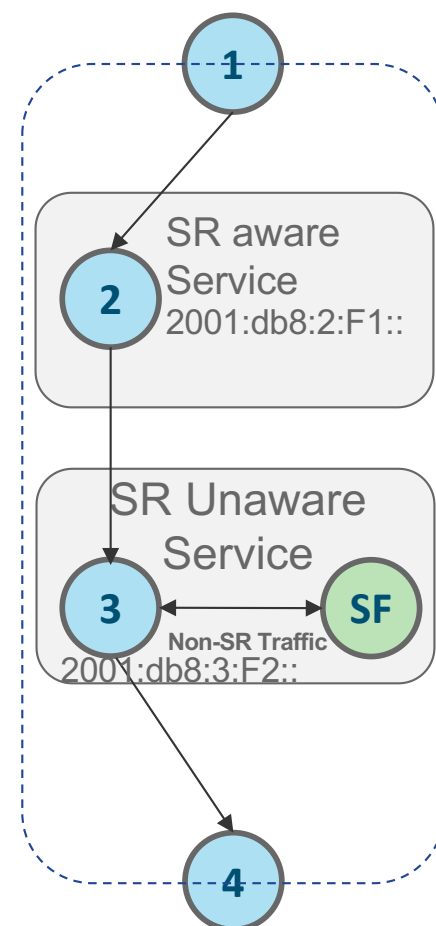 1
SR aware
Service
2
2001:db8:2:F1::
SR Unaware
Service
3
SF
Non-SR Traffic
2001:db8:3:F2::
4